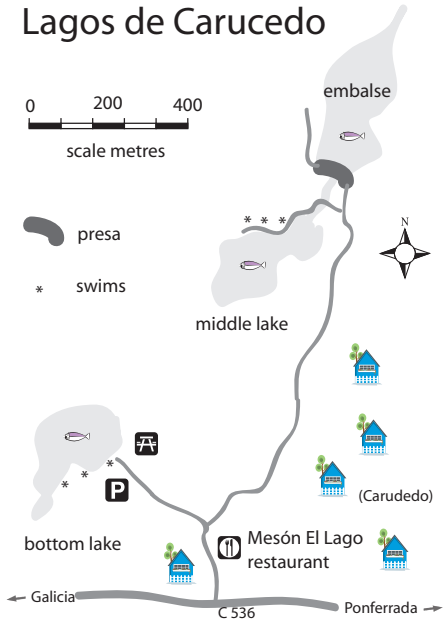 Lagos de Carucedo
0 200 400
scale metres
embalse
presa
swims
N
middle lake
(Carudedo)
P
bottom lake
Mesón El Lago
restaurant
Galicia
C 536
Ponferrada